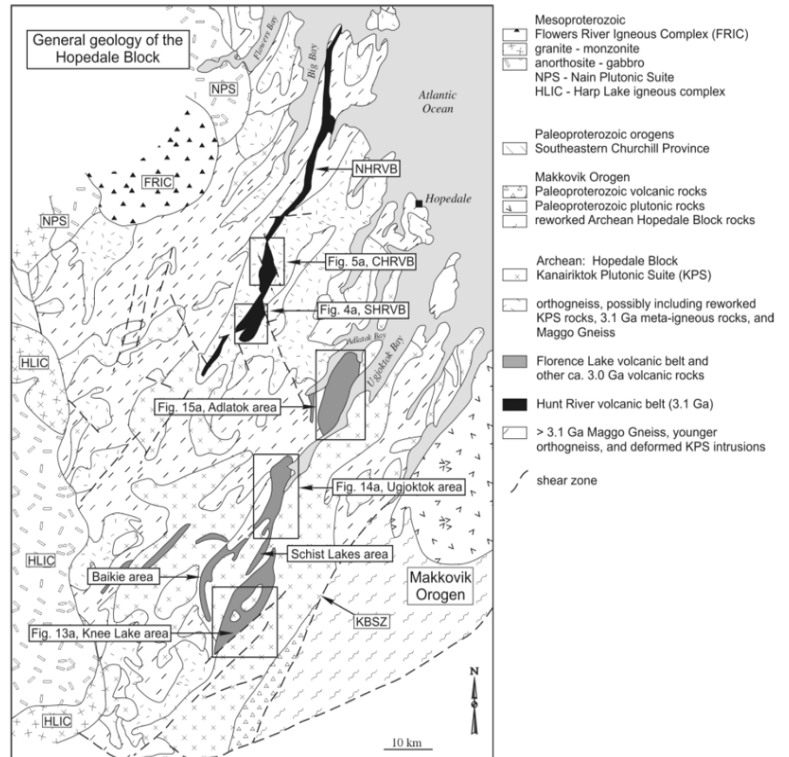 General geology of the
Hopedale Block
Flowers Bay
Big Bay
Atlantic
Ocean
NPS
NHRVB
FRIC
Hopedale
NPS
Fig. 5a, CHRVB
Fig. 4a, SHRVB
Adlatok Bay
Ugjoktok Bay
HLIC
Fig. 15a, Adlatok area
Fig. 14a, Ugjoktok area
Schist Lakes area
HLIC
Baikie area
Makkovik
Orogen
KBSZ
Fig. 13a, Knee Lake area
N
HLIC
10 km
Mesoproterozoic
Flowers River Igneous Complex (FRIC)
granite - monzonite
anorthosite - gabbro
NPS - Nain Plutonic Suite
HLIC - Harp Lake igneous complex
Paleoproterozoic orogens
Southeastern Churchill Province
Makkovik Orogen
Paleoproterozoic volcanic rocks
Paleoproterozoic plutonic rocks
reworked Archean Hopedale Block rocks
Archean: Hopedale Block
Kanairiktok Plutonic Suite (KPS)
orthogneiss, possibly including reworked
KPS rocks, 3.1 Ga meta-igneous rocks, and
Maggo Gneiss
Florence Lake volcanic belt and
other ca. 3.0 Ga volcanic rocks
Hunt River volcanic belt (3.1 Ga)
> 3.1 Ga Maggo Gneiss, younger
orthogneiss, and deformed KPS intrusions
shear zone